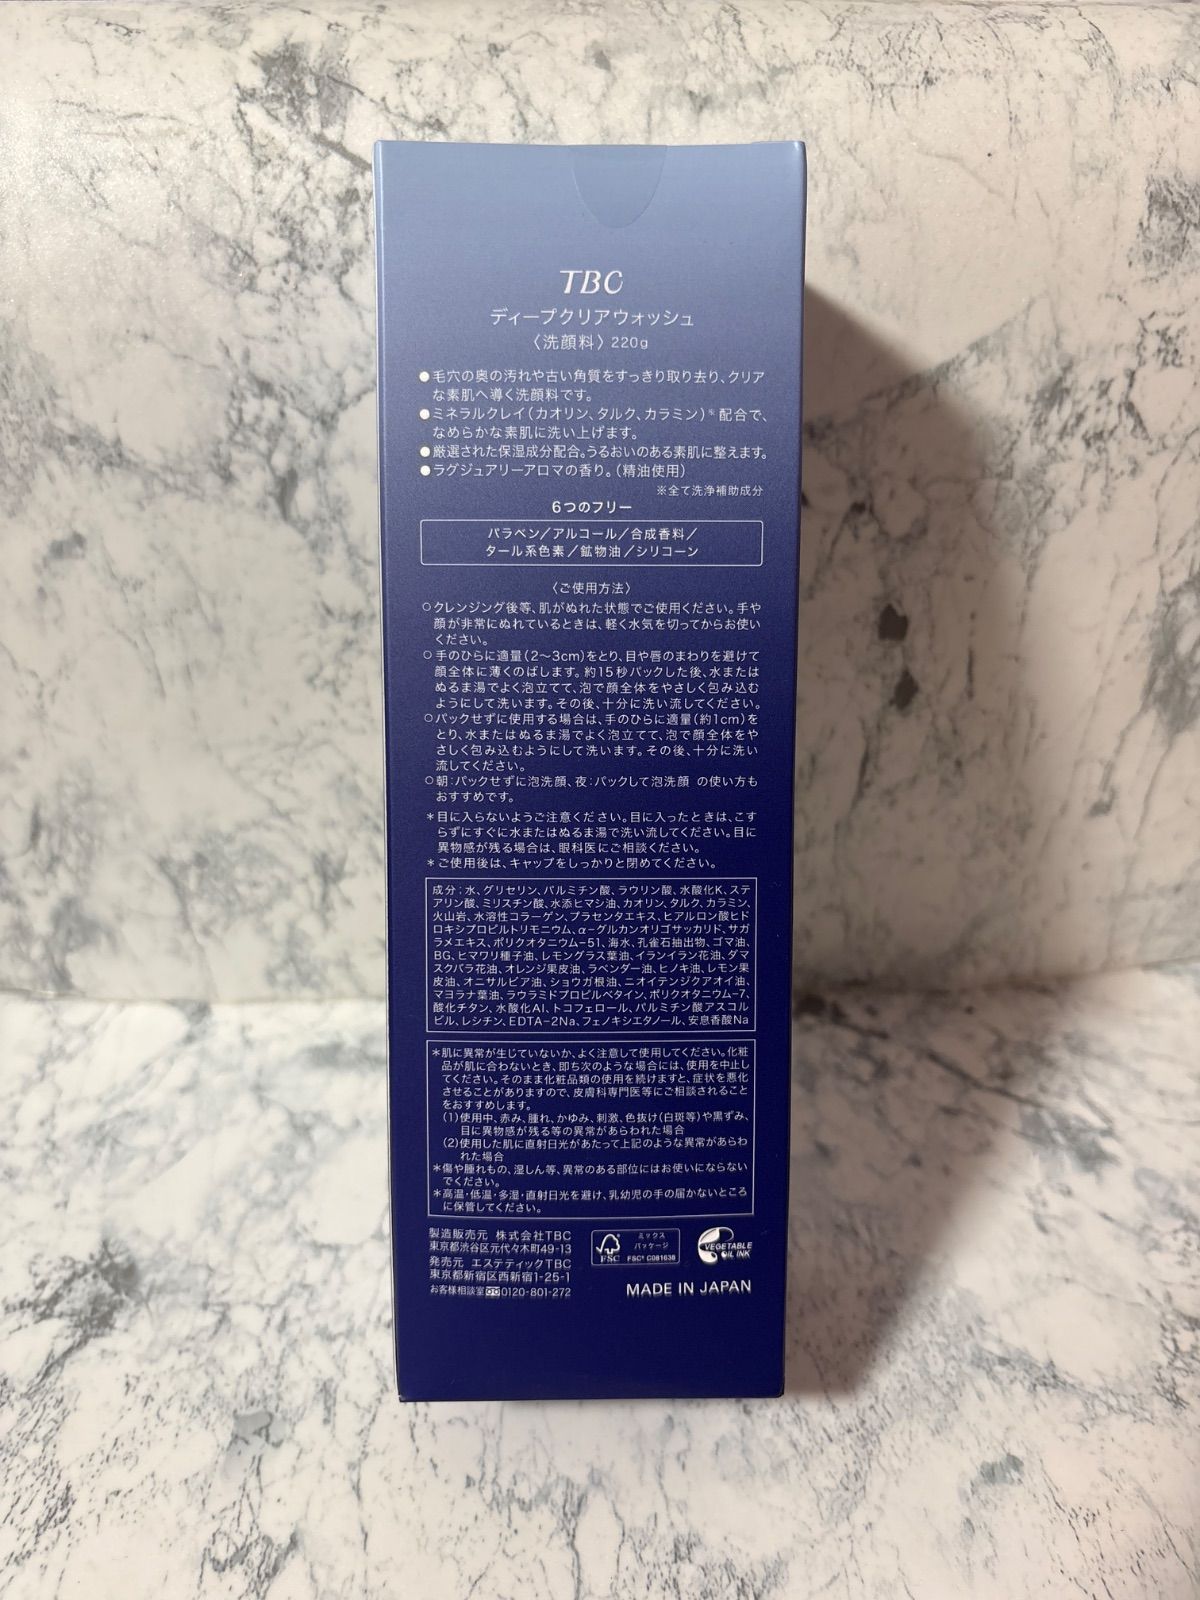 TBC
ディープクリアウォッシュ
〈洗顔料〉220g
●毛穴の奥の汚れや古い角質をすっきり取り去り、クリア
な素肌へ導く洗顔料です。
●ミネラルクレイ(カオリン、タルク、カラミン)※配合で、
なめらかな素肌に洗い上げます。
●厳選された保湿成分配合。うるおいのある素肌に整えます。
●ラグジュアリーアロマの香り。(精油使用)
※全て洗浄補助成分
6つのフリー
パラベン/アルコール/合成香料/
タール系色素/鉱物油/シリコーン
〈ご使用方法〉
○クレンジング後等、肌がぬれた状態でご使用ください。手や
顔が非常にぬれているときは、軽く水気を切ってからお使い
ください。
○手のひらに適量(2〜3cm)をとり、目や唇のまわりを避けて
顔全体に薄くのばします。約15秒パックした後、水または
ぬるま湯でよく泡立てて、泡で顔全体をやさしく包み込む
ようにして洗います。その後、十分に洗い流してください。
○パックせずに使用する場合は、手のひらに適量(約1cm)を
とり、水またはぬるま湯でよく泡立てて、泡で顔全体をや
さしく包み込むようにして洗います。その後、十分に洗い
流してください。
○朝:パックせずに泡洗顔、夜:パックして泡洗顔 の使い方も
おすすめです。
*目に入らないようご注意ください。目に入ったときは、こす
らずにすぐに水またはぬるま湯で洗い流してください。目に
異物感が残る場合は、眼科医にご相談ください。
*ご使用後は、キャップをしっかりと閉めてください。
成分:水、グリセリン、パルミチン酸、ラウリン酸、水酸化K、ステ
アリン酸、ミリスチン酸、水添ヒマシ油、カオリン、タルク、カラミン、
火山岩、水溶性コラーゲン、プラセンタエキス、ヒアルロン酸ヒド
ロキシプロピルトリモニウム、α-グルカンオリゴサッカリド、サガ
ラメエキス、ポリクオタニウム-51、海水、孔雀石抽出物、ゴマ油、
BG、ヒマワリ種子油、レモングラス葉油、イランイラン花油、ダマ
スクバラ花油、オレンジ果皮油、ラベンダー油、ヒノキ油、レモン果
皮油、オニサルビア油、ショウガ根油、ニオイテンジクアオイ油、
マヨラナ葉油、ラウラミドプロピルベタイン、ポリクオタニウム-7、
酸化チタン、水酸化Al、トコフェロール、パルミチン酸アスコル
ビル、レシチン、EDTA-2Na、フェノキシエタノール、安息香酸Na
*肌に異常が生じていないか、よく注意して使用してください。化粧
品が肌に合わないとき、即ち次のような場合には、使用を中止し
てください。そのまま化粧品類の使用を続けますと、症状を悪化
させることがありますので、皮膚科専門医等にご相談されること
をおすすめします。
(1)使用中、赤み、腫れ、かゆみ、刺激、色抜け(白斑等)や黒ずみ、
目に異物感が残る等の異常があらわれた場合
(2)使用した肌に直射日光があたって上記のような異常があらわ
れた場合
*傷や腫れもの、湿しん等、異常のある部位にはお使いにならない
でください。
*高温・低温・多湿・直射日光を避け、乳幼児の手の届かないところ
に保管してください。
製造販売元 株式会社TBC
東京都渋谷区元代々木町49-13
発売元 エステティックTBC
東京都新宿区西新宿1-25-1
お客様相談室 0120-801-272
FSC
ミックス
パッケージ
FSC® C081638
VEGETABLE
OIL INK
MADE IN JAPAN